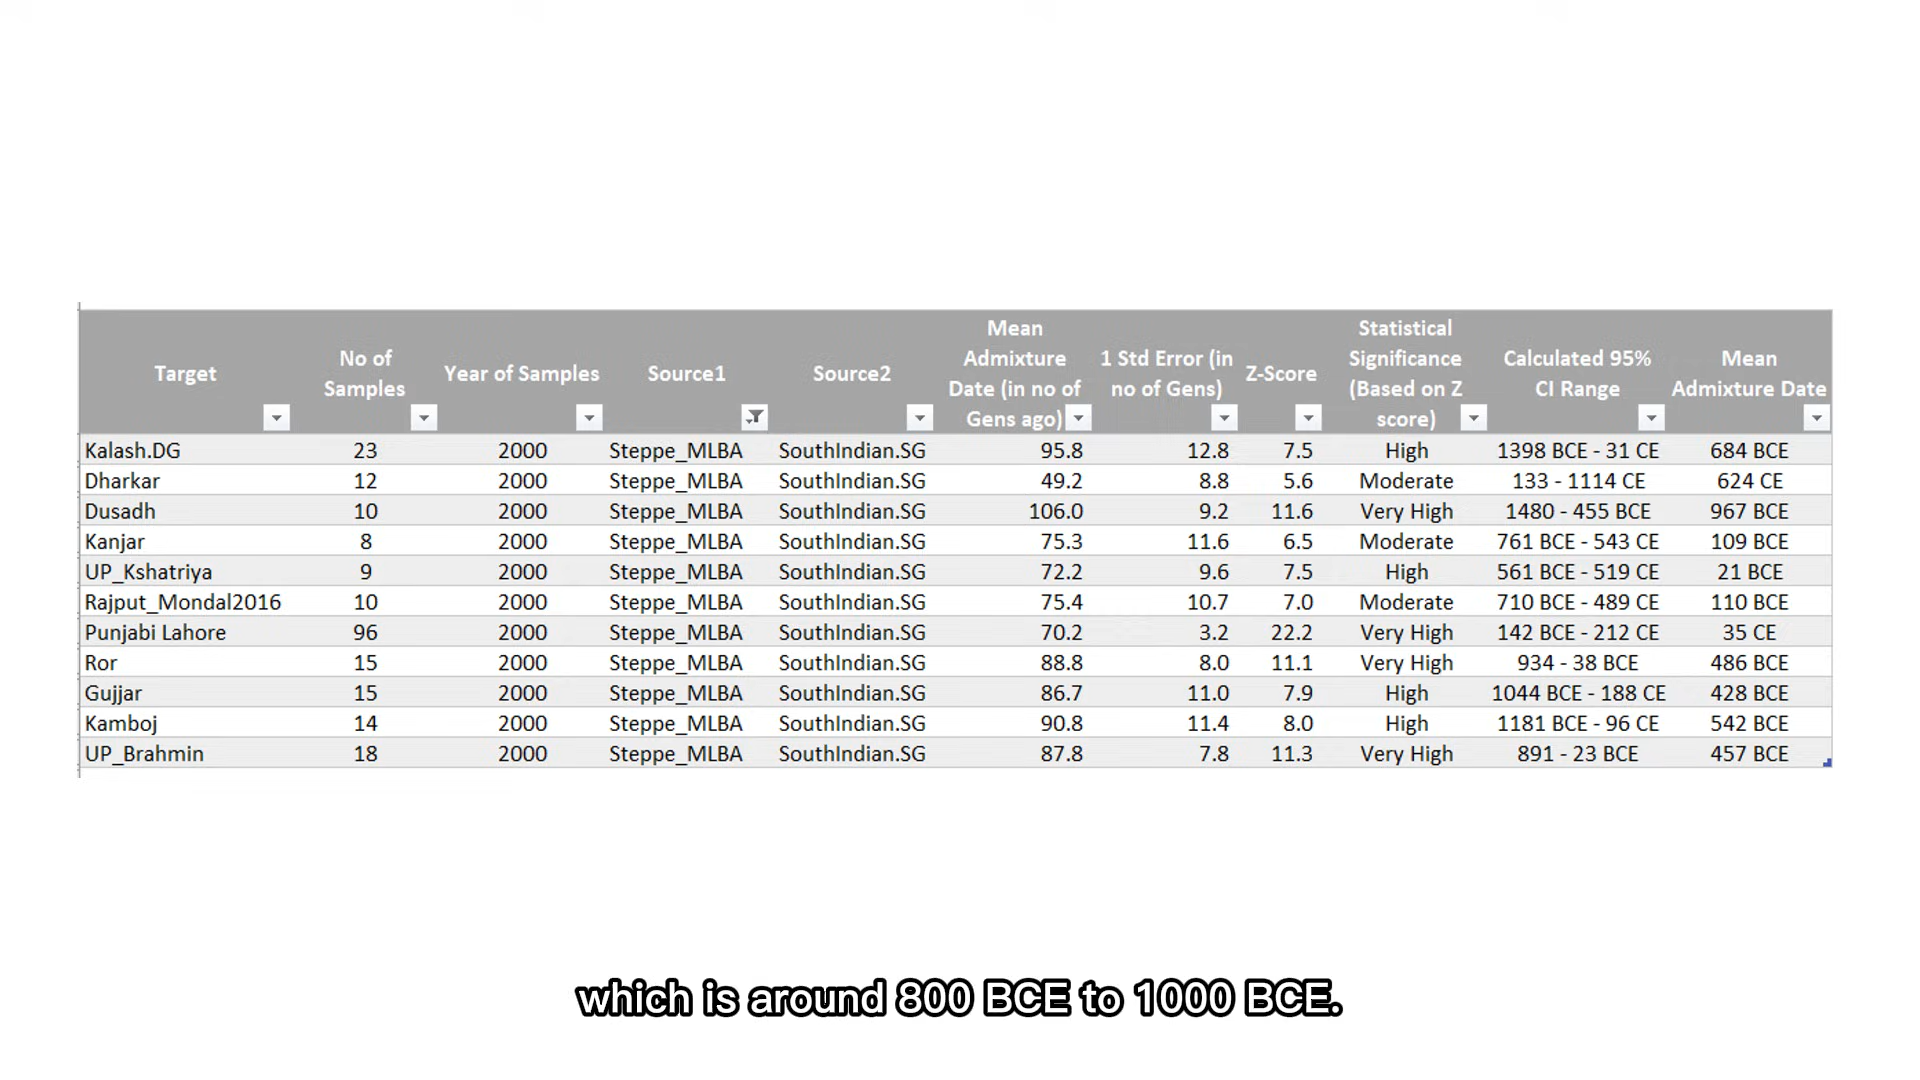 Target No of Samples Year of Samples Source1 Source2 Mean Admixture Date (in no of Gens ago) 1 Std Error (in no of Gens) Z-Score Statistical Significance (Based on Z score) Calculated 95% CI Range Mean Admixture Date
Kalash.DG 23 2000 Steppe_MLBA SouthIndian.SG 95.8 12.8 7.5 High 1398 BCE - 31 CE 684 BCE
Dharkar 12 2000 Steppe_MLBA SouthIndian.SG 49.2 8.8 5.6 Moderate 133 - 1114 CE 624 CE
Dusadh 10 2000 Steppe_MLBA SouthIndian.SG 106.0 9.2 11.6 Very High 1480 - 455 BCE 967 BCE
Kanjar 8 2000 Steppe_MLBA SouthIndian.SG 75.3 11.6 6.5 Moderate 761 BCE - 543 CE 109 BCE
UP_Kshatriya 9 2000 Steppe_MLBA SouthIndian.SG 72.2 9.6 7.5 High 561 BCE - 519 CE 21 BCE
Rajput_Mondal2016 10 2000 Steppe_MLBA SouthIndian.SG 75.4 10.7 7.0 Moderate 710 BCE - 489 CE 110 BCE
Punjabi Lahore 96 2000 Steppe_MLBA SouthIndian.SG 70.2 3.2 22.2 Very High 142 BCE - 212 CE 35 CE
Ror 15 2000 Steppe_MLBA SouthIndian.SG 88.8 8.0 11.1 Very High 934 - 38 BCE 486 BCE
Gujjar 15 2000 Steppe_MLBA SouthIndian.SG 86.7 11.0 7.9 High 1044 BCE - 188 CE 428 BCE
Kamboj 14 2000 Steppe_MLBA SouthIndian.SG 90.8 11.4 8.0 High 1181 BCE - 96 CE 542 BCE
UP_Brahmin 18 2000 Steppe_MLBA SouthIndian.SG 87.8 7.8 11.3 Very High 891 - 23 BCE 457 BCE
which is around 800 BCE to 1000 BCE.